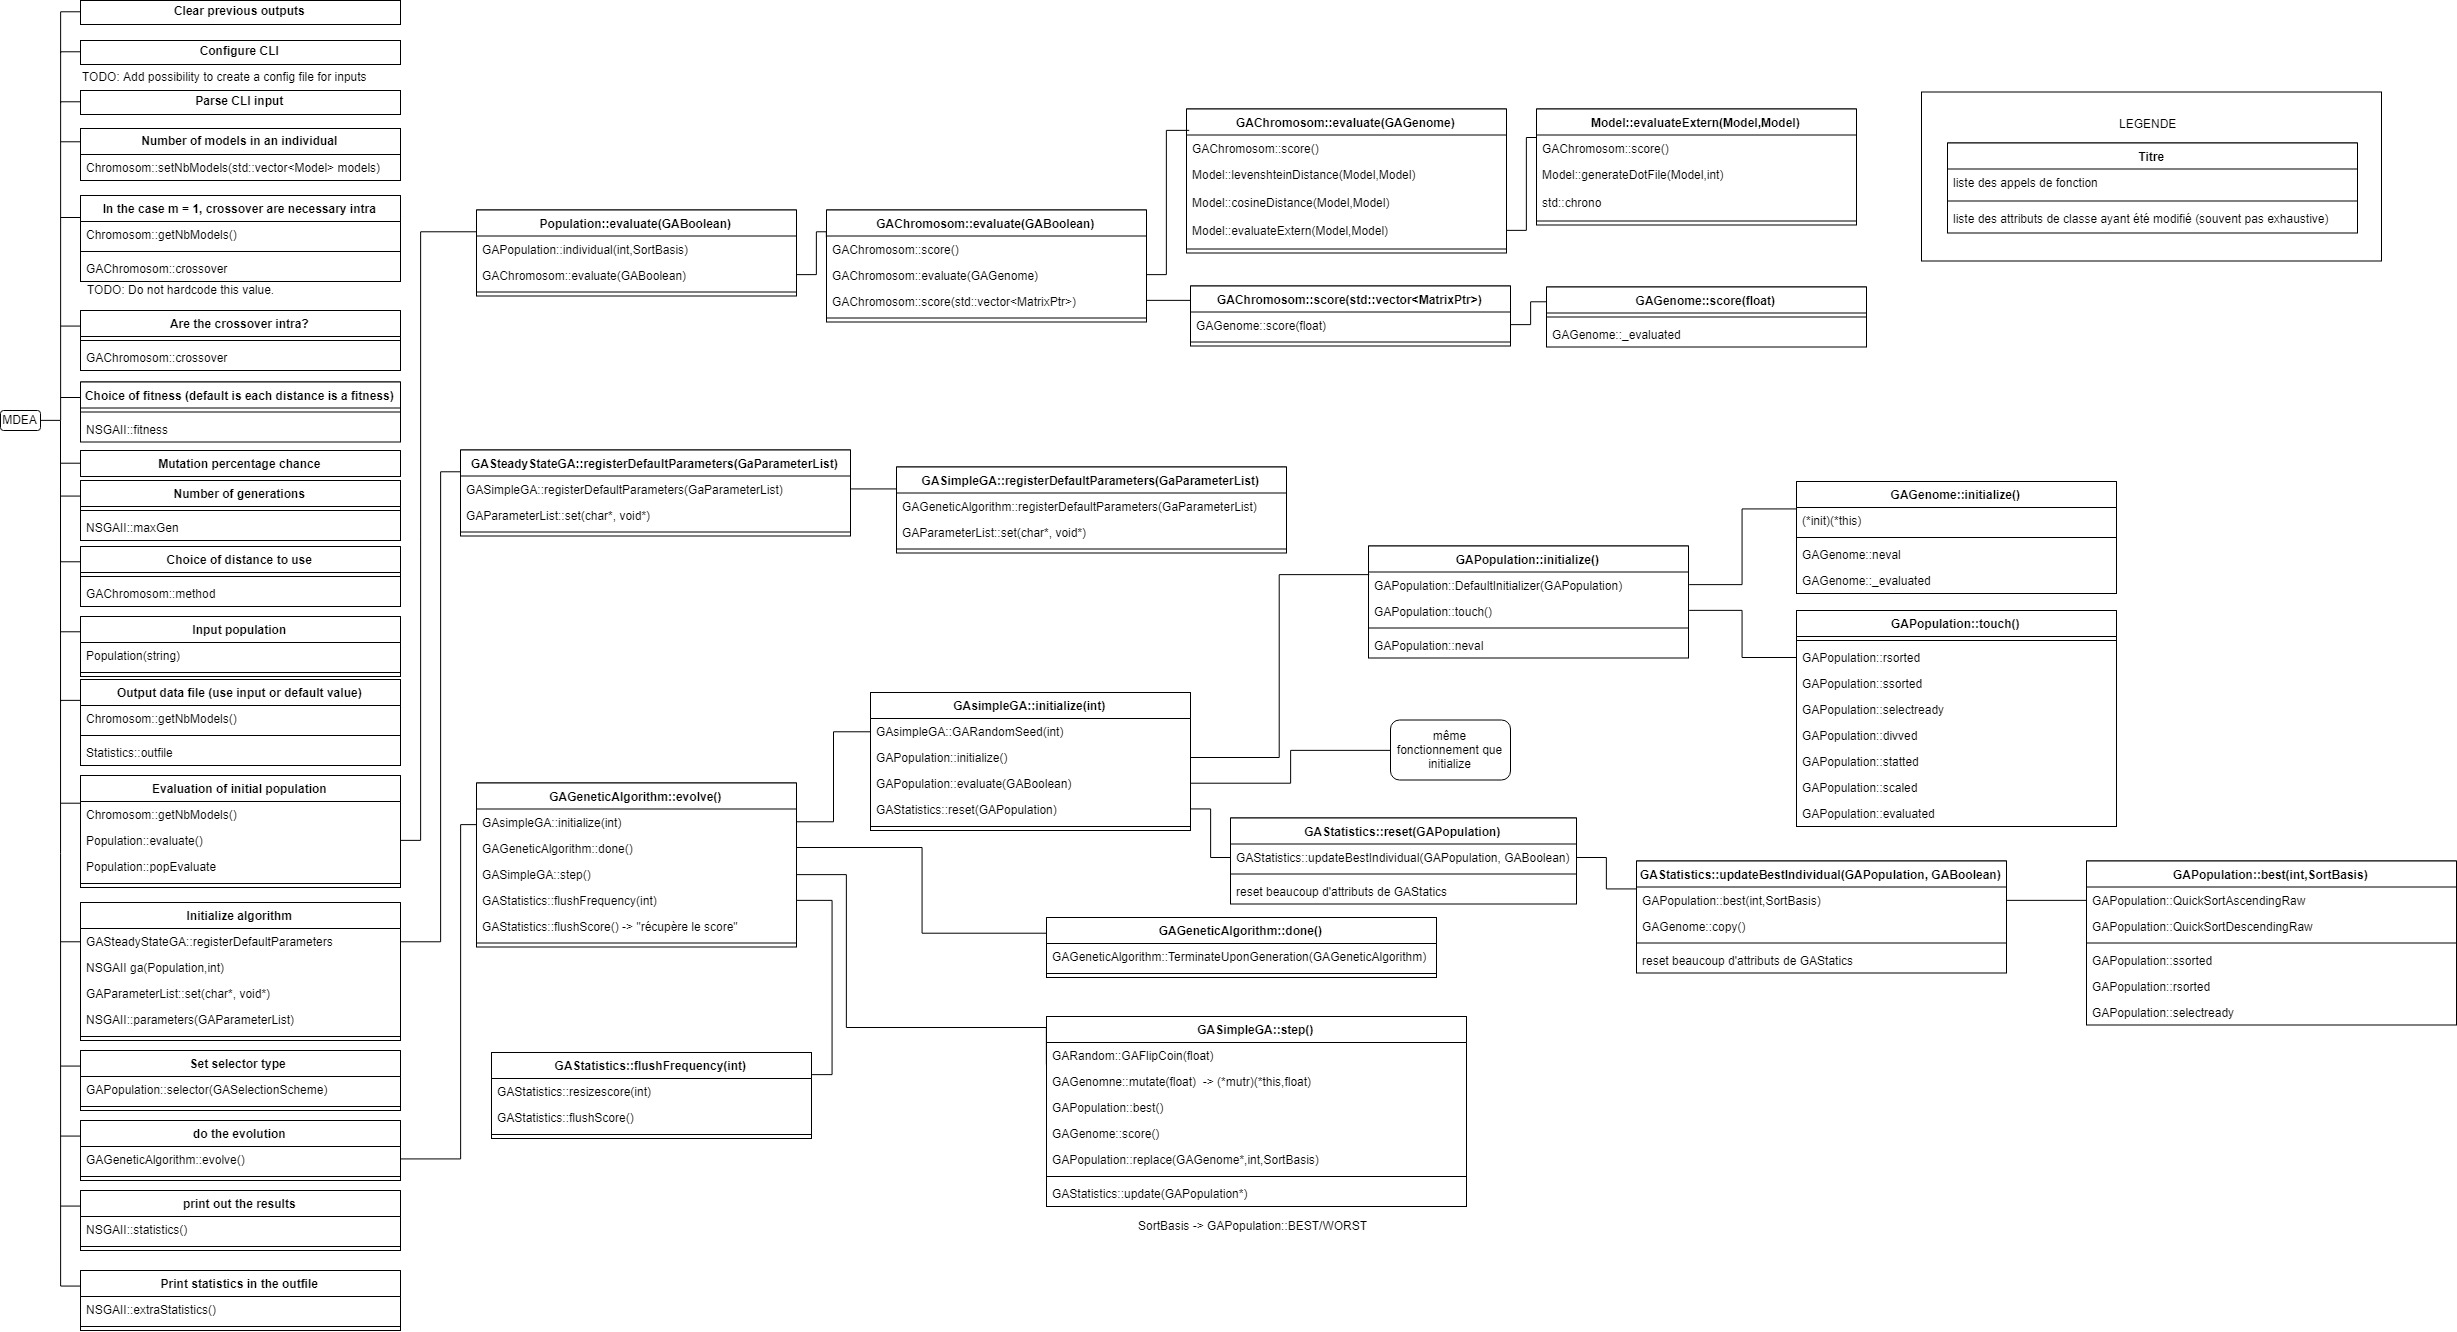 MDEA
Clear previous outputs
Configure CLI
TODO: Add possibility to create a config file for inputs
Parse CLI input
Number of models in an individual
Chromosom::setNbModels(std::vector<Model> models)
In the case m = 1, crossover are necessary intra
Chromosom::getNbModels()
GAChromosom::crossover
TODO: Do not hardcode this value.
Are the crossover intra?
GAChromosom::crossover
Choice of fitness (default is each distance is a fitness)
NSGAII::fitness
Mutation percentage chance
Number of generations
NSGAII::maxGen
Choice of distance to use
GAChromosom::method
Input population
Population(string)
Output data file (use input or default value)
Chromosom::getNbModels()
Statistics::outfile
Evaluation of initial population
Chromosom::getNbModels()
Population::evaluate()
Population::popEvaluate
Initialize algorithm
GASteadyStateGA::registerDefaultParameters
NSGAII ga(Population,int)
GAParameterList::set(char*, void*)
NSGAII::parameters(GAParameterList)
Set selector type
GAPopulation::selector(GASelectionScheme)
do the evolution
GAGeneticAlgorithm::evolve()
print out the results
NSGAII::statistics()
Print statistics in the outfile
NSGAII::extraStatistics()
Population::evaluate(GABoolean)
GAPopulation::individual(int,SortBasis)
GAChromosom::evaluate(GABoolean)
GAChromosom::evaluate(GABoolean)
GAChromosom::score()
GAChromosom::evaluate(GAGenome)
GAChromosom::score(std::vector<MatrixPtr>)
GAChromosom::evaluate(GAGenome)
GAChromosom::score()
Model::levenshteinDistance(Model,Model)
Model::cosineDistance(Model,Model)
Model::evaluateExtern(Model,Model)
Model::evaluateExtern(Model,Model)
GAChromosom::score()
Model::generateDotFile(Model,int)
std::chrono
GAChromosom::score(std::vector<MatrixPtr>)
GAGenome::score(float)
GAGenome::score(float)
GAGenome::_evaluated
LEGENDE
Titre
liste des appels de fonction
liste des attributs de classe ayant été modifié (souvent pas exhaustive)
GASteadyStateGA::registerDefaultParameters(GaParameterList)
GASimpleGA::registerDefaultParameters(GaParameterList)
GAParameterList::set(char*, void*)
GASimpleGA::registerDefaultParameters(GaParameterList)
GAGeneticAlgorithm::registerDefaultParameters(GaParameterList)
GAParameterList::set(char*, void*)
GAGeneticAlgorithm::evolve()
GAsimpleGA::initialize(int)
GAGeneticAlgorithm::done()
GASimpleGA::step()
GAStatistics::flushFrequency(int)
GAStatistics::flushScore() -> "récupère le score"
GAsimpleGA::initialize(int)
GAsimpleGA::GARandomSeed(int)
GAPopulation::initialize()
GAPopulation::evaluate(GABoolean)
GAStatistics::reset(GAPopulation)
GAPopulation::initialize()
GAPopulation::DefaultInitializer(GAPopulation)
GAPopulation::touch()
GAPopulation::neval
GAGenome::initialize()
(*init)(*this)
GAGenome::neval
GAGenome::_evaluated
GAPopulation::touch()
GAPopulation::rsorted
GAPopulation::ssorted
GAPopulation::selectready
GAPopulation::divved
GAPopulation::statted
GAPopulation::scaled
GAPopulation::evaluated
même
fonctionnement que
initialize
GAStatistics::reset(GAPopulation)
GAStatistics::updateBestIndividual(GAPopulation, GABoolean)
reset beaucoup d'attributs de GAStatics
GAStatistics::updateBestIndividual(GAPopulation, GABoolean)
GAPopulation::best(int,SortBasis)
GAGenome::copy()
reset beaucoup d'attributs de GAStatics
GAPopulation::best(int,SortBasis)
GAPopulation::QuickSortAscendingRaw
GAPopulation::QuickSortDescendingRaw
GAPopulation::ssorted
GAPopulation::rsorted
GAPopulation::selectready
GAGeneticAlgorithm::done()
GAGeneticAlgorithm::TerminateUponGeneration(GAGeneticAlgorithm)
GASimpleGA::step()
GARandom::GAFlipCoin(float)
GAGenomne::mutate(float) -> (*mutr)(*this,float)
GAPopulation::best()
GAGenome::score()
GAPopulation::replace(GAGenome*,int,SortBasis)
GAStatistics::update(GAPopulation*)
SortBasis -> GAPopulation::BEST/WORST
GAStatistics::flushFrequency(int)
GAStatistics::resizescore(int)
GAStatistics::flushScore()